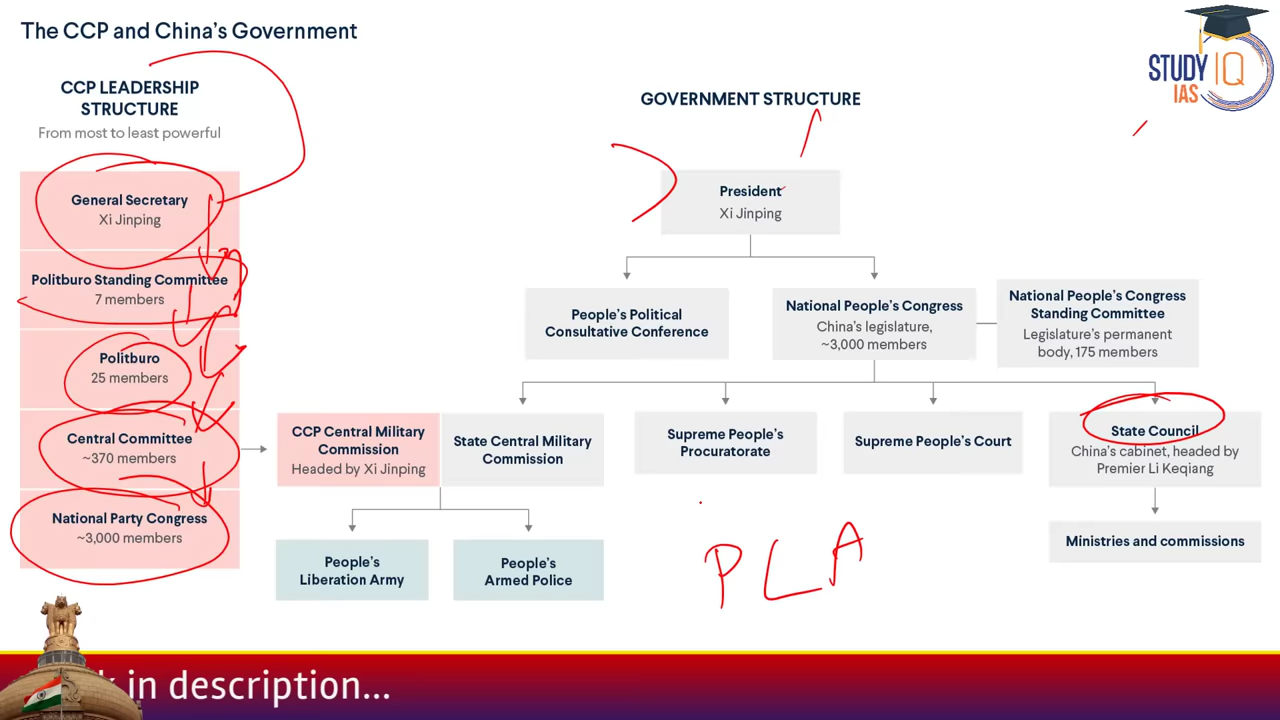 The CCP and China's Government
STUDY IQ
IAS
CCP LEADERSHIP
STRUCTURE
From most to least powerful
General Secretary
Xi Jinping
Politburo Standing Committee
7 members
Politburo
25 members
Central Committee
~370 members
National Party Congress
~3,000 members
GOVERNMENT STRUCTURE
President
Xi Jinping
People's Political
Consultative Conference
National People's Congress
China's legislature,
~3,000 members
National People's Congress
Standing Committee
Legislature's permanent
body, 175 members
CCP Central Military
Commission
Headed by Xi Jinping
State Central Military
Commission
Supreme People's
Procuratorate
Supreme People's Court
State Council
China's cabinet, headed by
Premier Li Keqiang
People's
Liberation Army
People's
Armed Police
Ministries and commissions
PLA
in description...